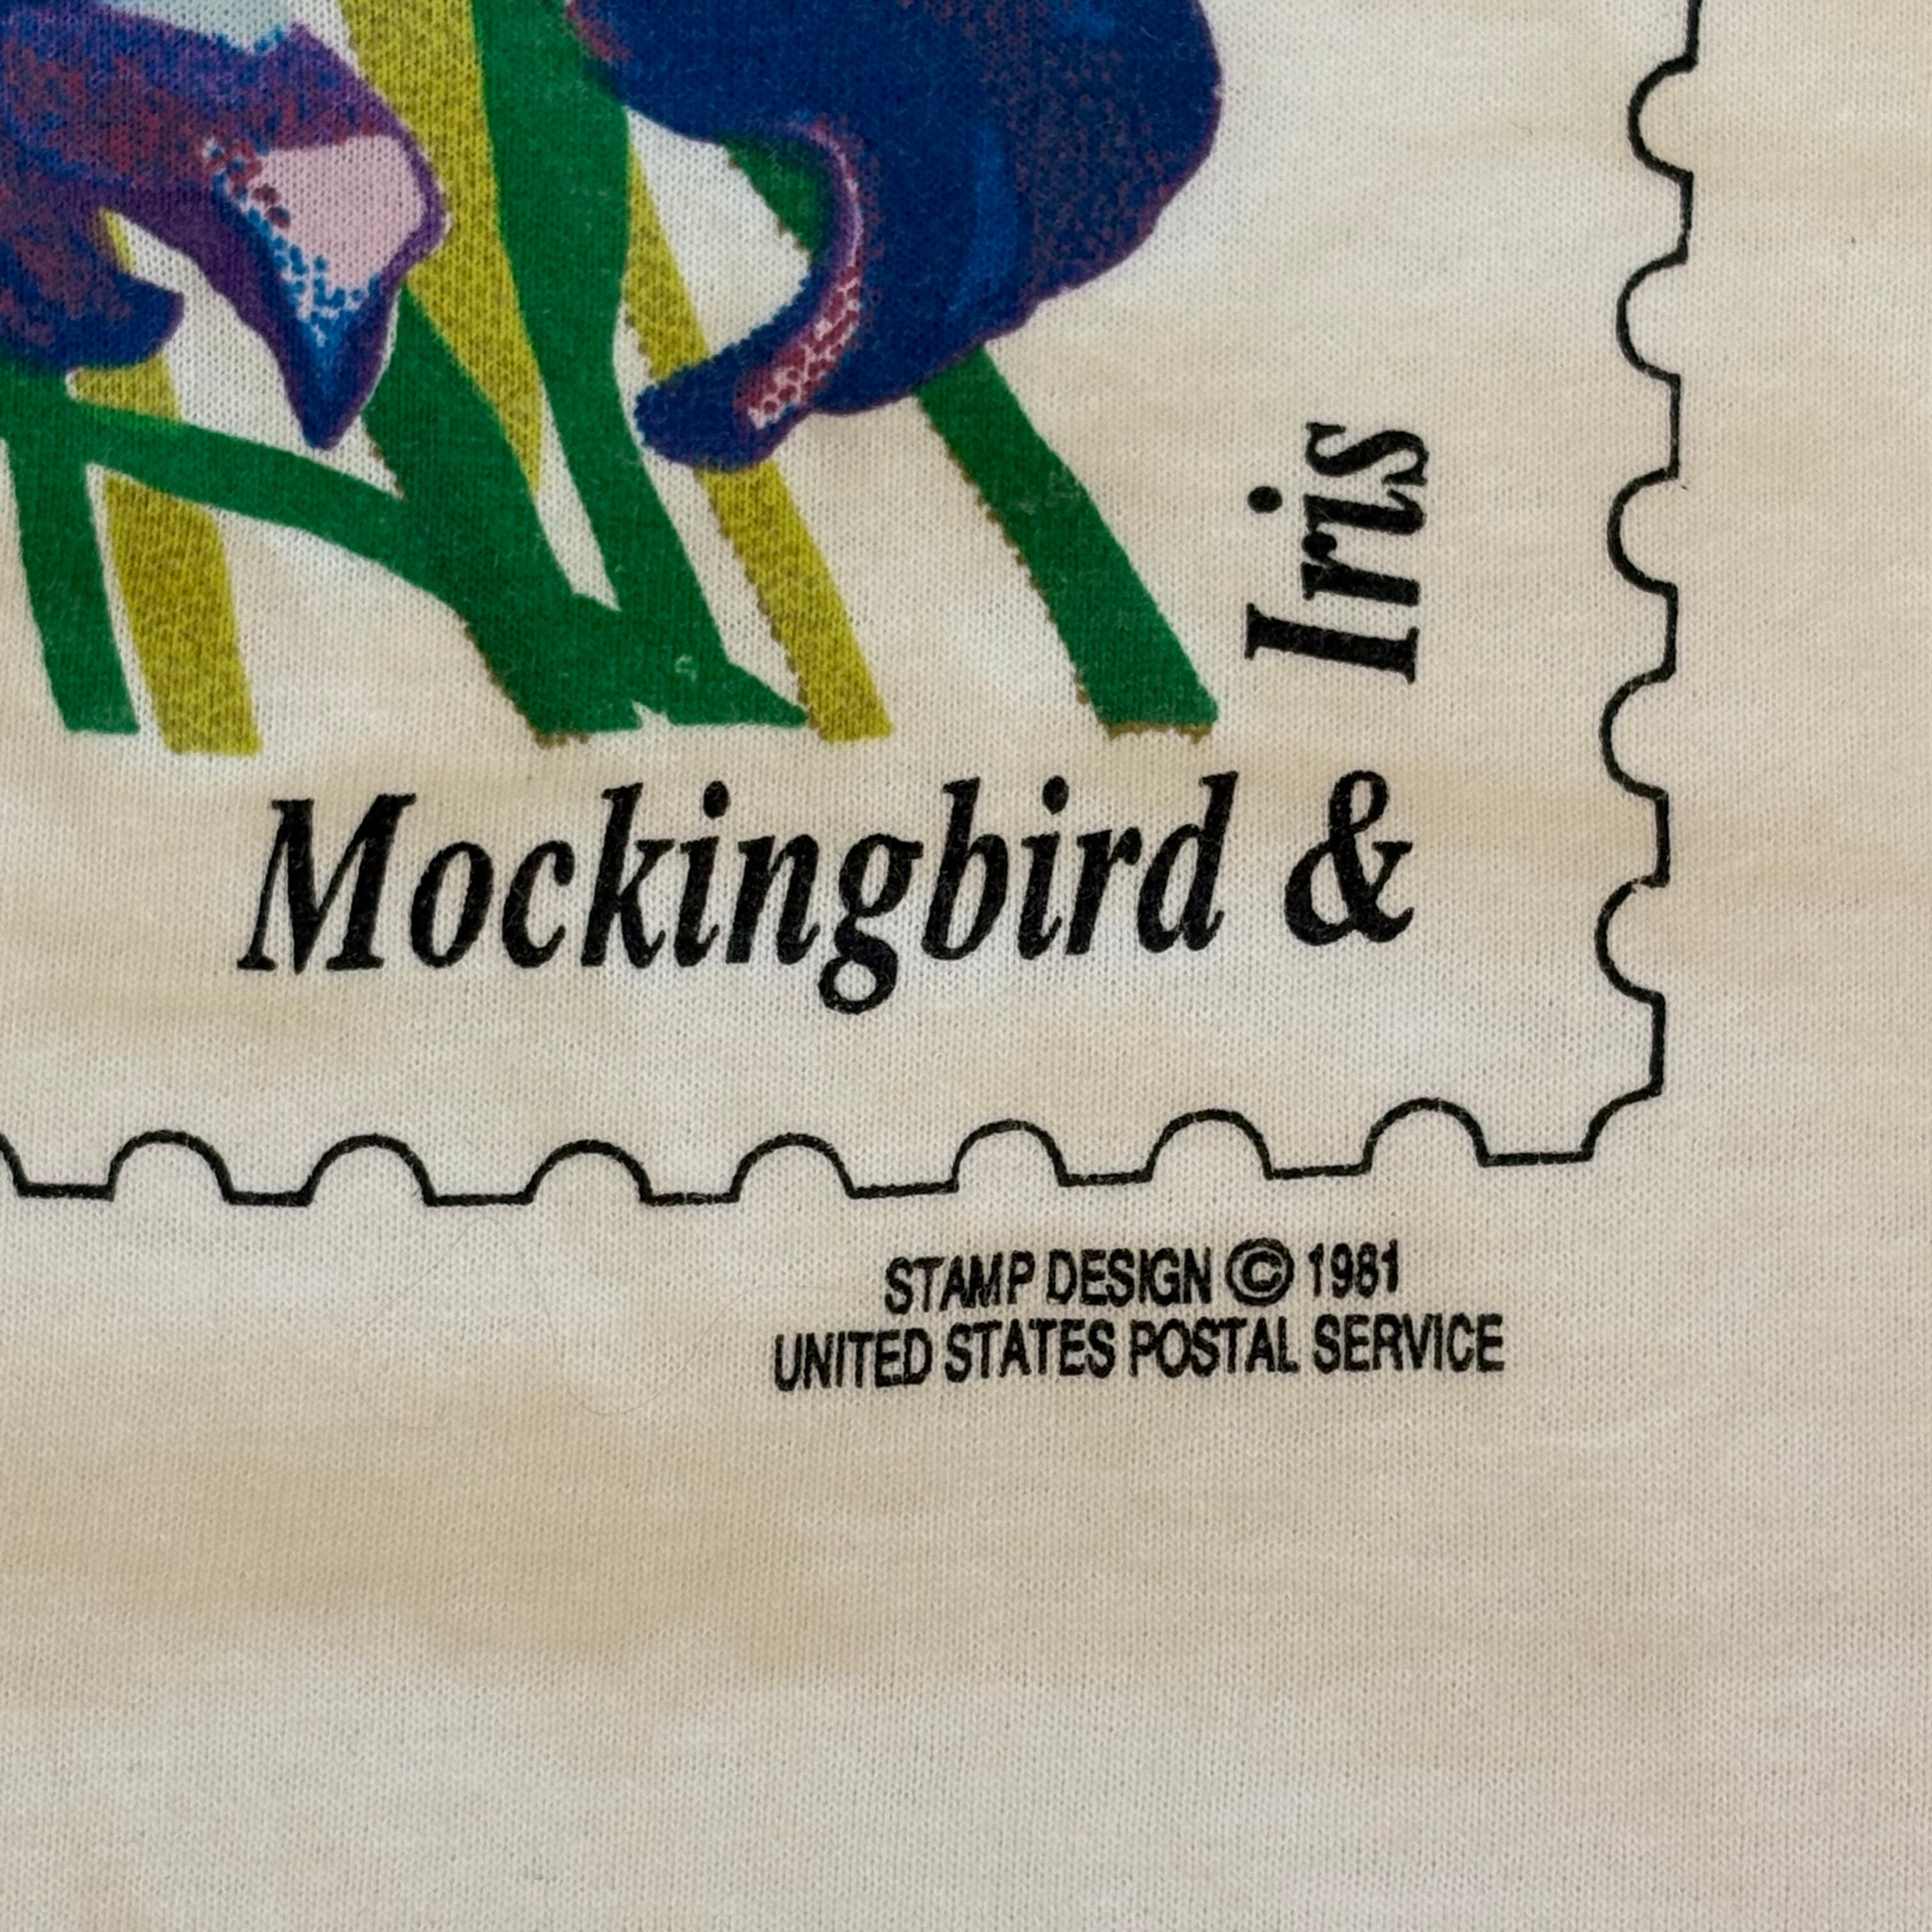 Mockingbird &
Iris
STAMP DESIGN © 1981
UNITED STATES POSTAL SERVICE